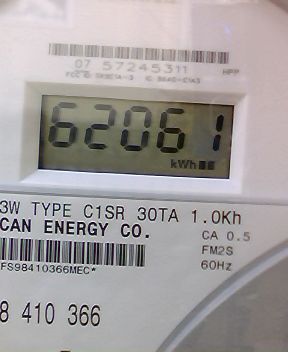 07 57245311 HPP
62061
kWh
3W TYPE C1SR 30TA 1.0Kh
CAN ENERGY CO.
CA 0.5
FM2S
60Hz
FS98410366MEC*
8 410 366